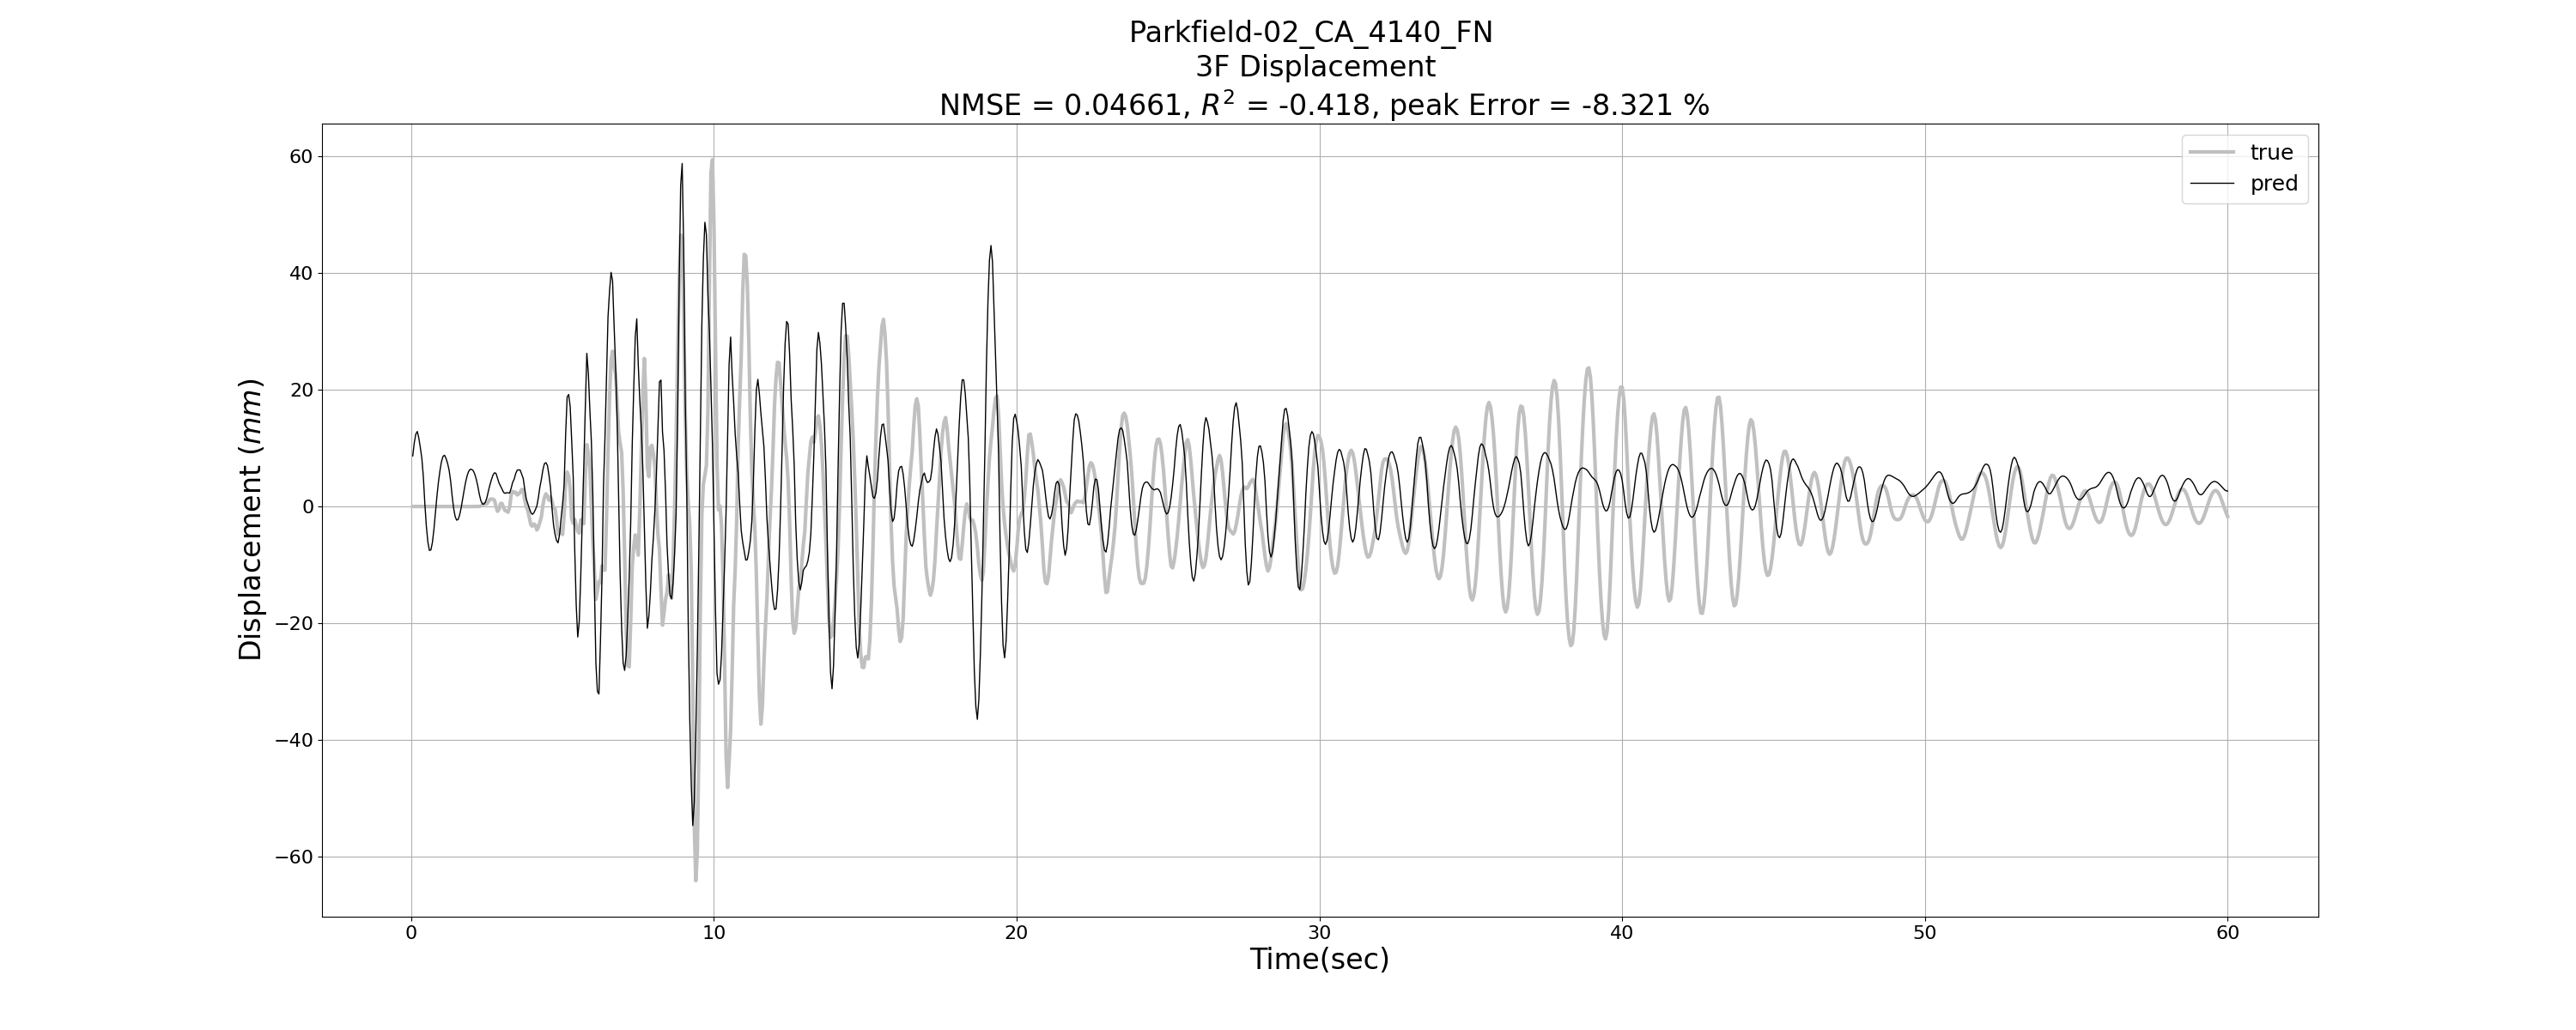 Parkfield-02_CA_4140_FN
3F Displacement
NMSE = 0.04661, R² = -0.418, peak Error = -8.321 %
true
pred
60
40
20
0
−20
−40
−60
Displacement (mm)
0 10 20 30 40 50 60
Time(sec)